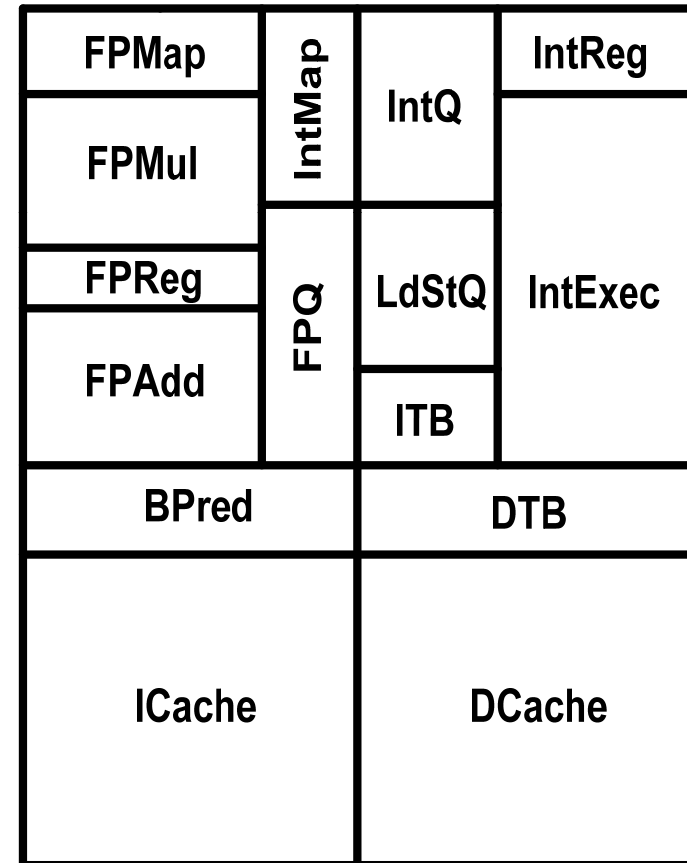 FPMap
IntMap
IntQ
IntReg
FPMul
FPReg
FPQ
LdStQ
IntExec
FPAdd
ITB
BPred
DTB
ICache
DCache